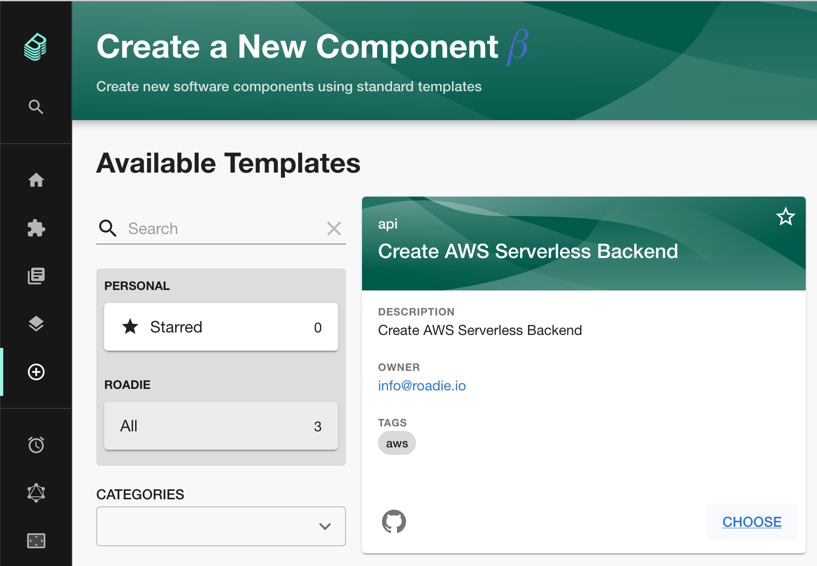 Create a New Component β
Create new software components using standard templates
Available Templates
Search
PERSONAL
Starred 0
ROADIE
All 3
CATEGORIES
api
Create AWS Serverless Backend
DESCRIPTION
Create AWS Serverless Backend
OWNER
info@roadie.io
TAGS
aws
CHOOSE